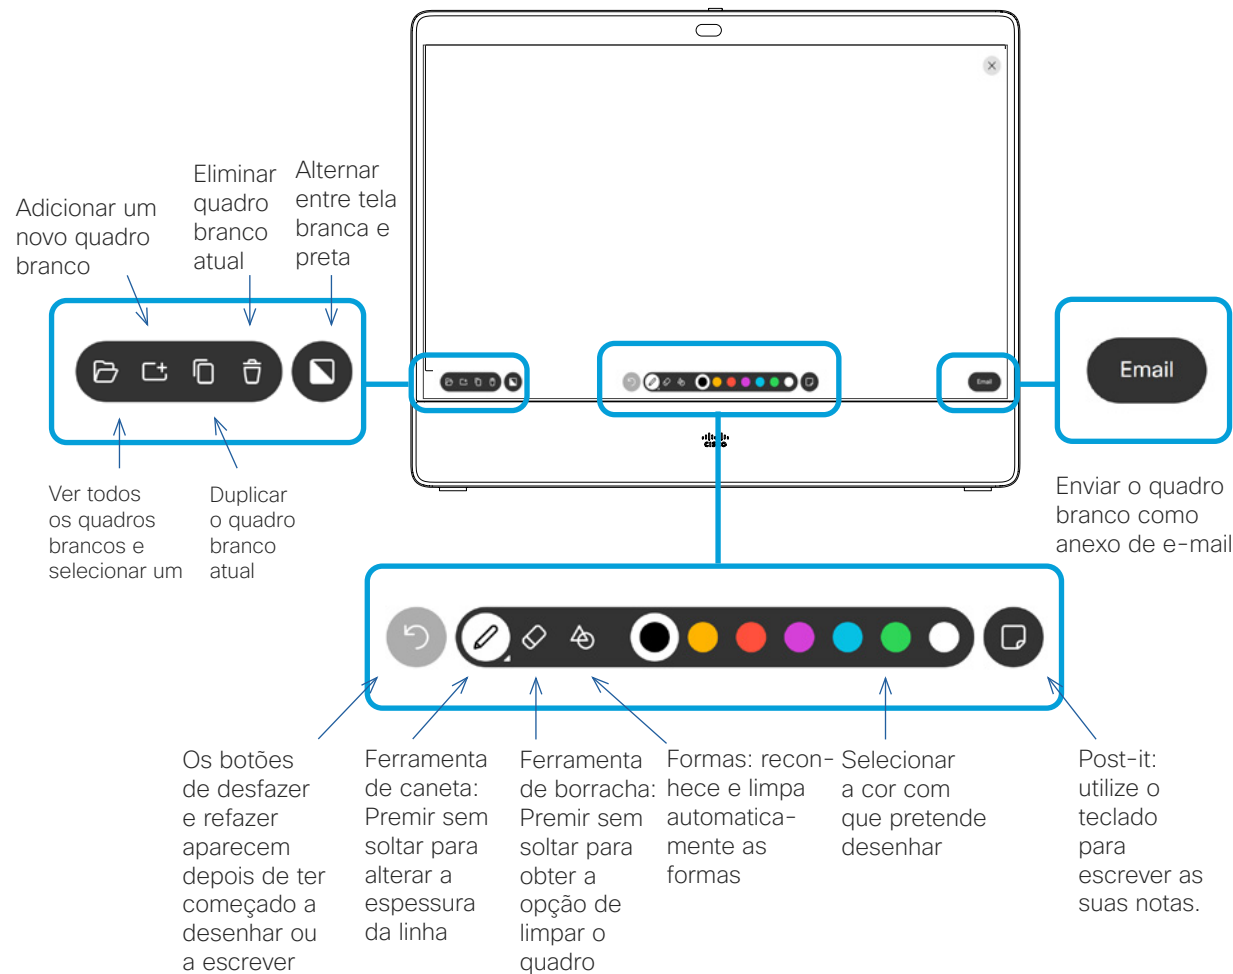 Adicionar um
novo quadro
branco
Eliminar
quadro
branco
atual
Alternar
entre tela
branca e
preta
Ver todos
os quadros
brancos e
selecionar um
Duplicar
o quadro
branco
atual
Email
CISCO
Email
Enviar o quadro
branco como
anexo de e-mail
Os botões
de desfazer
e refazer
aparecem
depois de ter
começado a
desenhar ou
a escrever
Ferramenta
de caneta:
Premir sem
soltar para
alterar a
espessura
da linha
Ferramenta
de borracha:
Premir sem
soltar para
obter a
opção de
limpar o
quadro
Formas: recon-
hece e limpa
automatica-
mente as
formas
Selecionar
a cor com
que pretende
desenhar
Post-it:
utilize o
teclado
para
escrever as
suas notas.